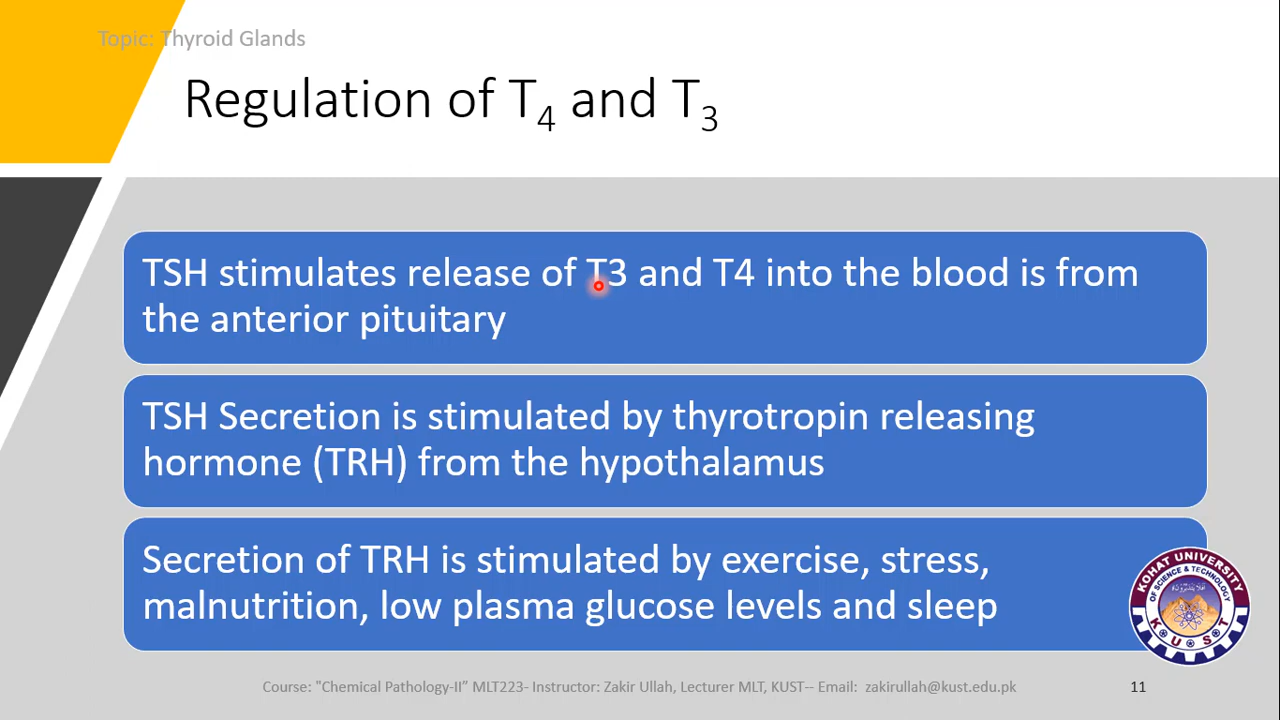 Topic: Thyroid Glands
Regulation of T4 and T3
TSH stimulates release of T3 and T4 into the blood is from
the anterior pituitary
TSH Secretion is stimulated by thyrotropin releasing
hormone (TRH) from the hypothalamus
Secretion of TRH is stimulated by exercise, stress,
malnutrition, low plasma glucose levels and sleep
KOHAT UNIVERSITY
OF SCIENCE & TECHNOLOGY
K U S T
Course: "Chemical Pathology-II” MLT223- Instructor: Zakir Ullah, Lecturer MLT, KUST-- Email: zakirullah@kust.edu.pk
11